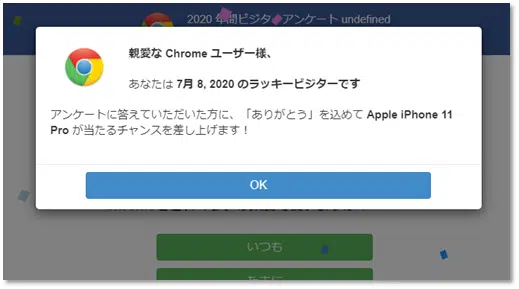 2020 年間ビジターアンケート undefined
親愛な Chrome ユーザー様、
あなたは 7月 8, 2020 のラッキービジターです
アンケートに答えていただいた方に、「ありがとう」を込めて Apple iPhone 11
Pro が当たるチャンスを差し上げます！
OK
いつも